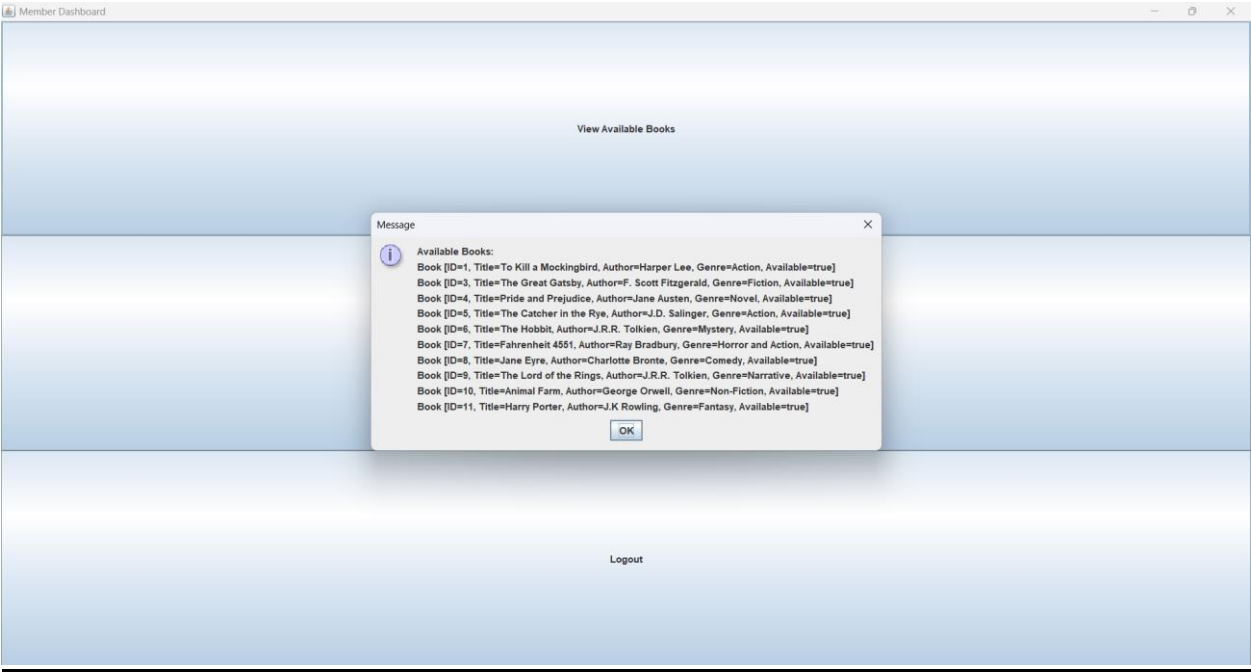 Member Dashboard
View Available Books
Message
Available Books:
Book [ID=1, Title=To Kill a Mockingbird, Author=Harper Lee, Genre=Action, Available=true]
Book [ID=3, Title=The Great Gatsby, Author=F. Scott Fitzgerald, Genre=Fiction, Available=true]
Book [ID=4, Title=Pride and Prejudice, Author=Jane Austen, Genre=Novel, Available=true]
Book [ID=5, Title=The Catcher in the Rye, Author=J.D. Salinger, Genre=Action, Available=true]
Book [ID=6, Title=The Hobbit, Author=J.R.R. Tolkien, Genre=Mystery, Available=true]
Book [ID=7, Title=Fahrenheit 4551, Author=Ray Bradbury, Genre=Horror and Action, Available=true]
Book [ID=8, Title=Jane Eyre, Author=Charlotte Bronte, Genre=Comedy, Available=true]
Book [ID=9, Title=The Lord of the Rings, Author=J.R.R. Tolkien, Genre=Narrative, Available=true]
Book [ID=10, Title=Animal Farm, Author=George Orwell, Genre=Non-Fiction, Available=true]
Book [ID=11, Title=Harry Porter, Author=J.K Rowling, Genre=Fantasy, Available=true]
OK
Logout